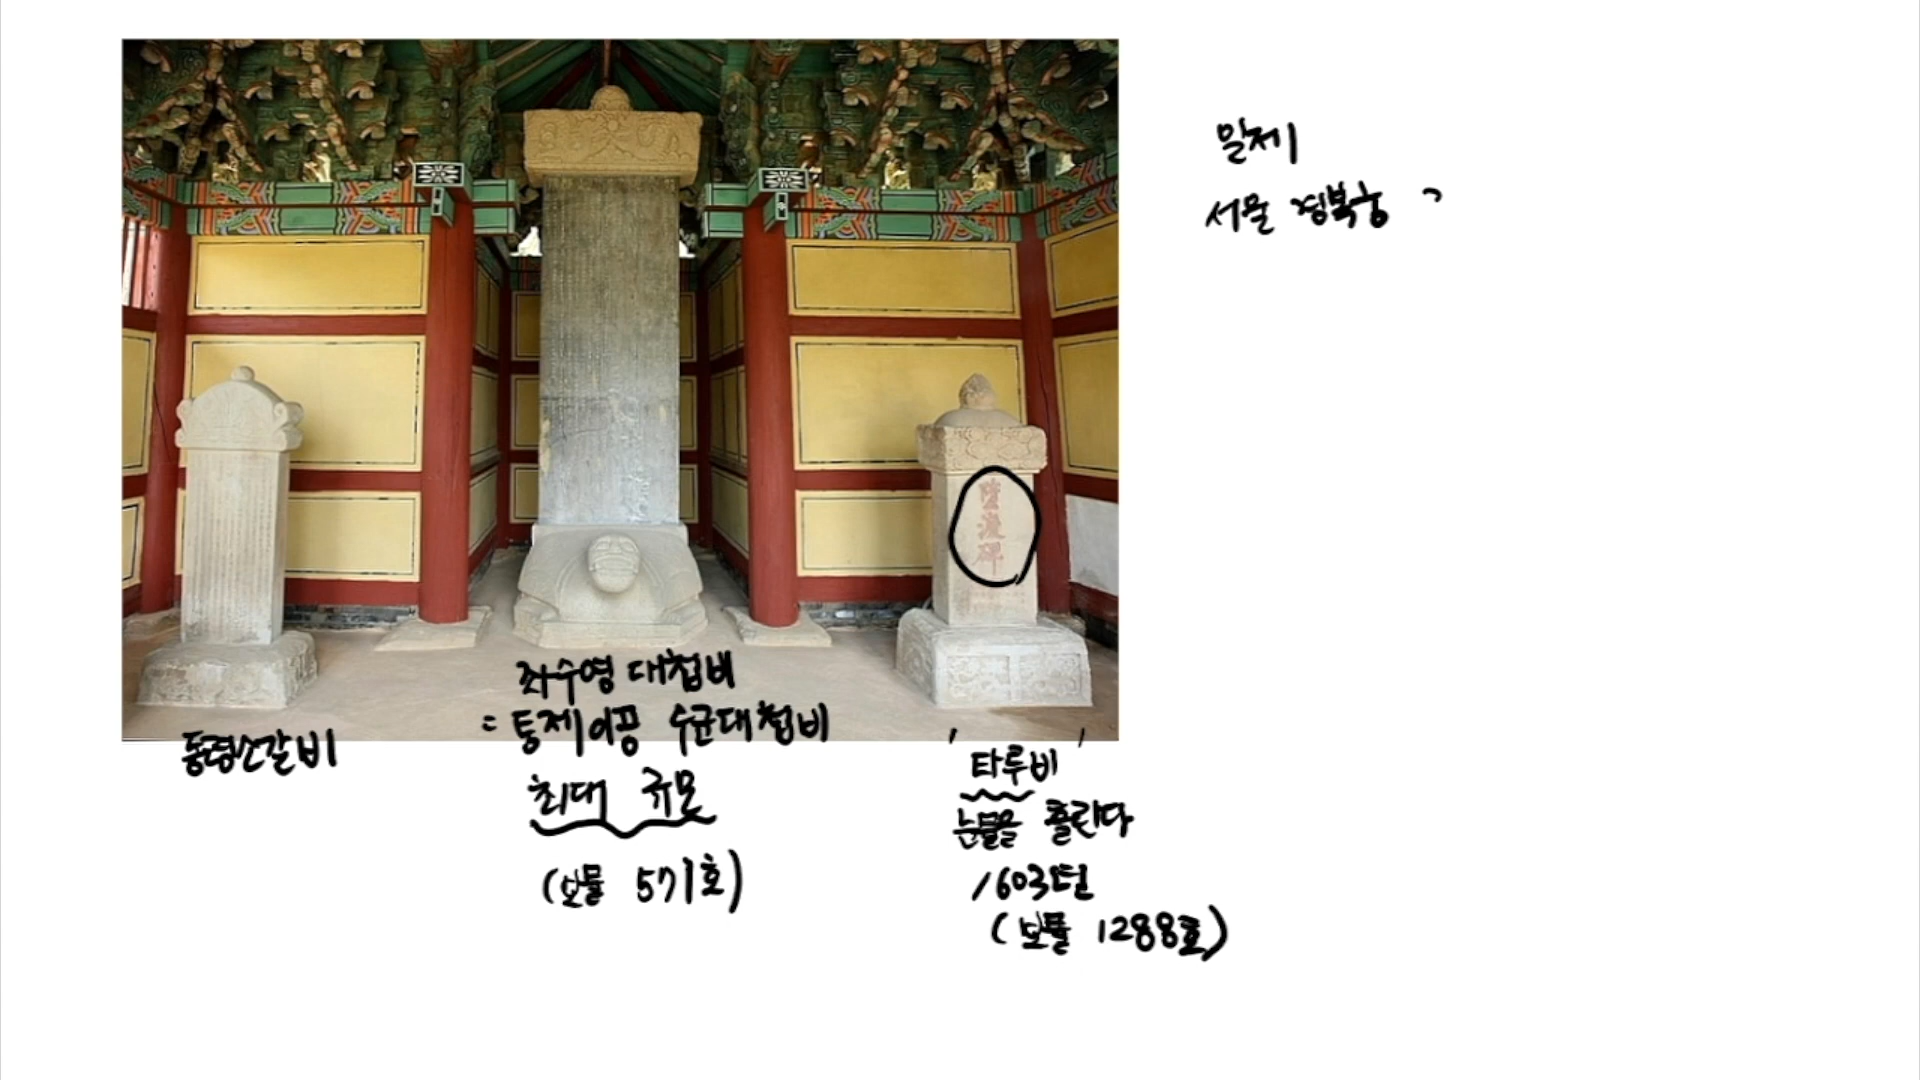 일제
서울 경복궁 ㄱ
墮淚碑
동령소갈비
좌수영 대첩비
= 통제이공 수군대첩비
최대 규모
(보물 571호)
'타루비'
눈물을 흘린다
1603년
(보물 1288호)